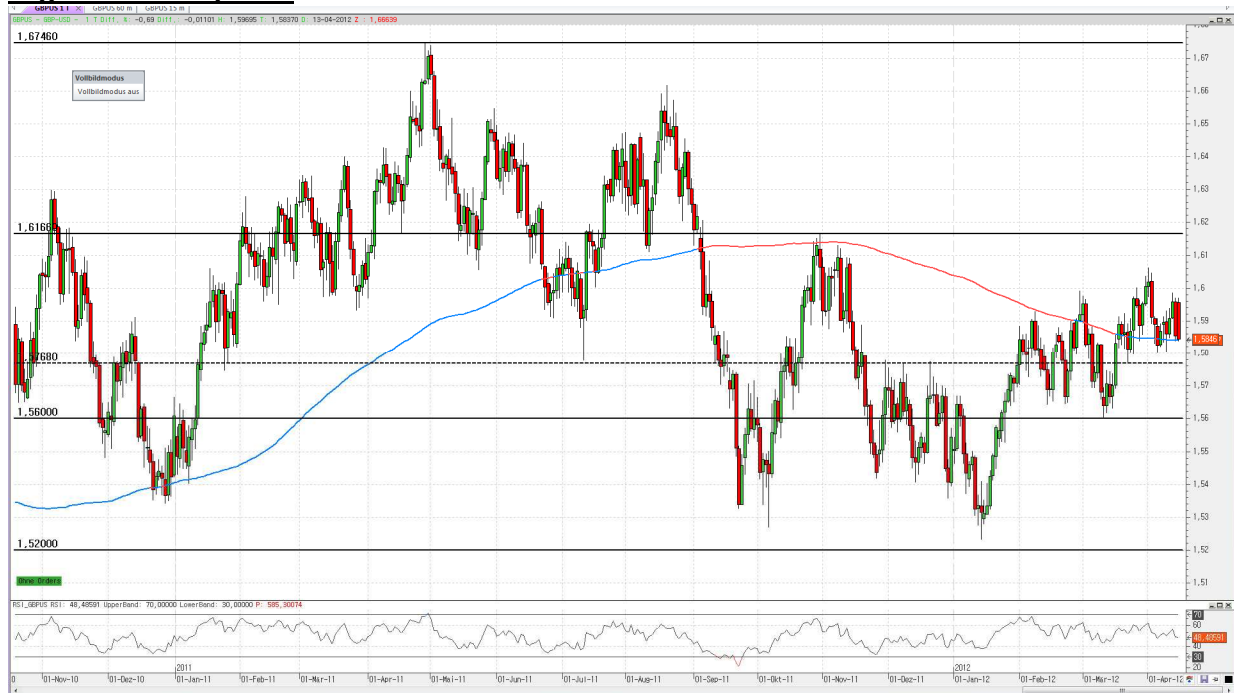 GBPUS 1 T
GBPUS 60 m
GBPUS 15 m
GBPUS - GBP-USD - 1 T Diff. %: -0,69 Diff.: -0,01101 H: 1,59695 T: 1,58370 D: 13-04-2012 Z: 1,66639
1,67460
Vollbildmodus
Vollbildmodus aus
1,6166
1,57680
1,56000
1,52000
Ohne Orders
1,67
1,66
1,65
1,64
1,63
1,62
1,61
1,6
1,59
1,5846
1,58
1,57
1,56
1,55
1,54
1,53
1,52
1,51
RSI_GBPUS RSI: 48,48591 UpperBand: 70,00000 LowerBand: 30,00000 P: 585,30074
70
60
48,48591
40
30
20
2011
2012
0
01-Nov-10
01-Dez-10
01-Jan-11
01-Feb-11
01-Mär-11
01-Apr-11
01-Mai-11
01-Jun-11
01-Jul-11
01-Aug-11
01-Sep-11
01-Okt-11
01-Nov-11
01-Dez-11
01-Jan-12
01-Feb-12
01-Mär-12
01-Apr-12